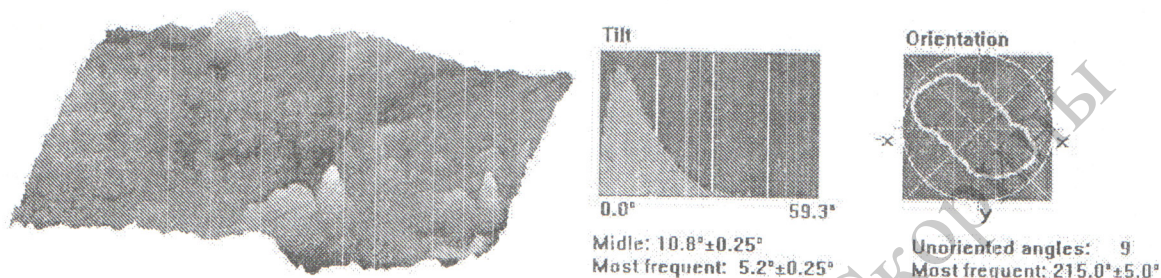 Tilt
0.0° 59.3°
Midle: 10.8°±0.25°
Most frequent: 5.2°±0.25°
Orientation
-x x
y
Unoriented angles: 9
Most frequent: 215.0°±5.0°